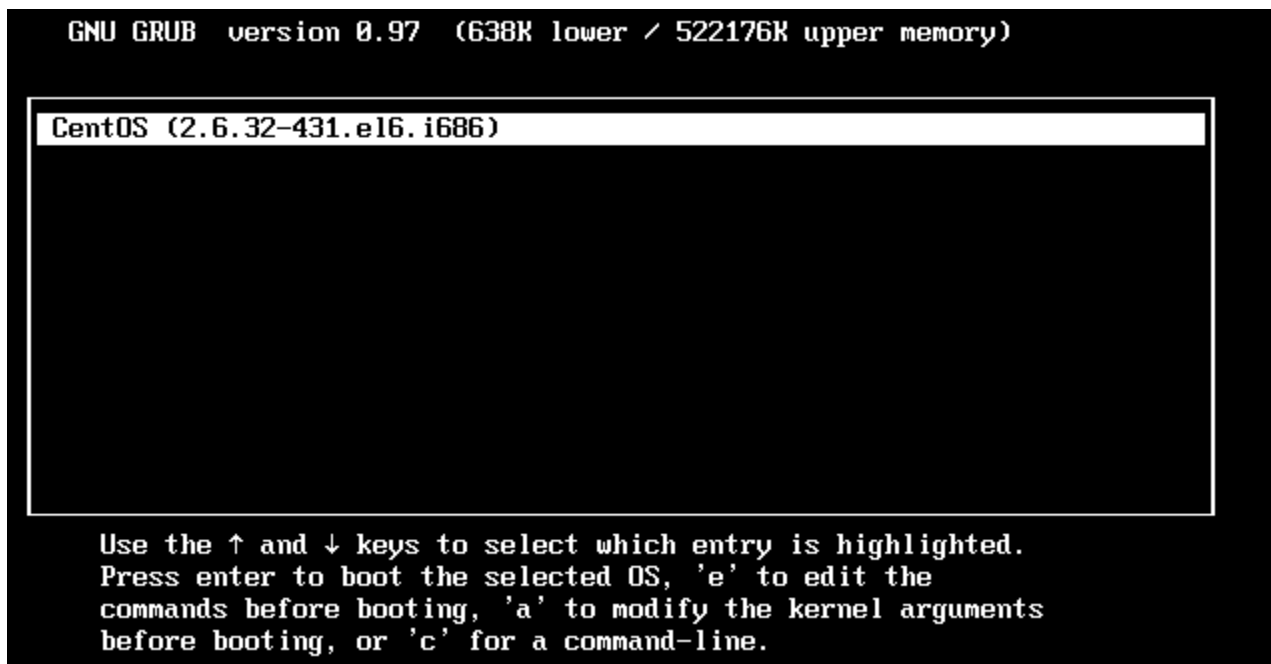 GNU GRUB  version 0.97  (638K lower / 522176K upper memory)
CentOS (2.6.32-431.el6.i686)
Use the ↑ and ↓ keys to select which entry is highlighted.
Press enter to boot the selected OS, 'e' to edit the
commands before booting, 'a' to modify the kernel arguments
before booting, or 'c' for a command-line.